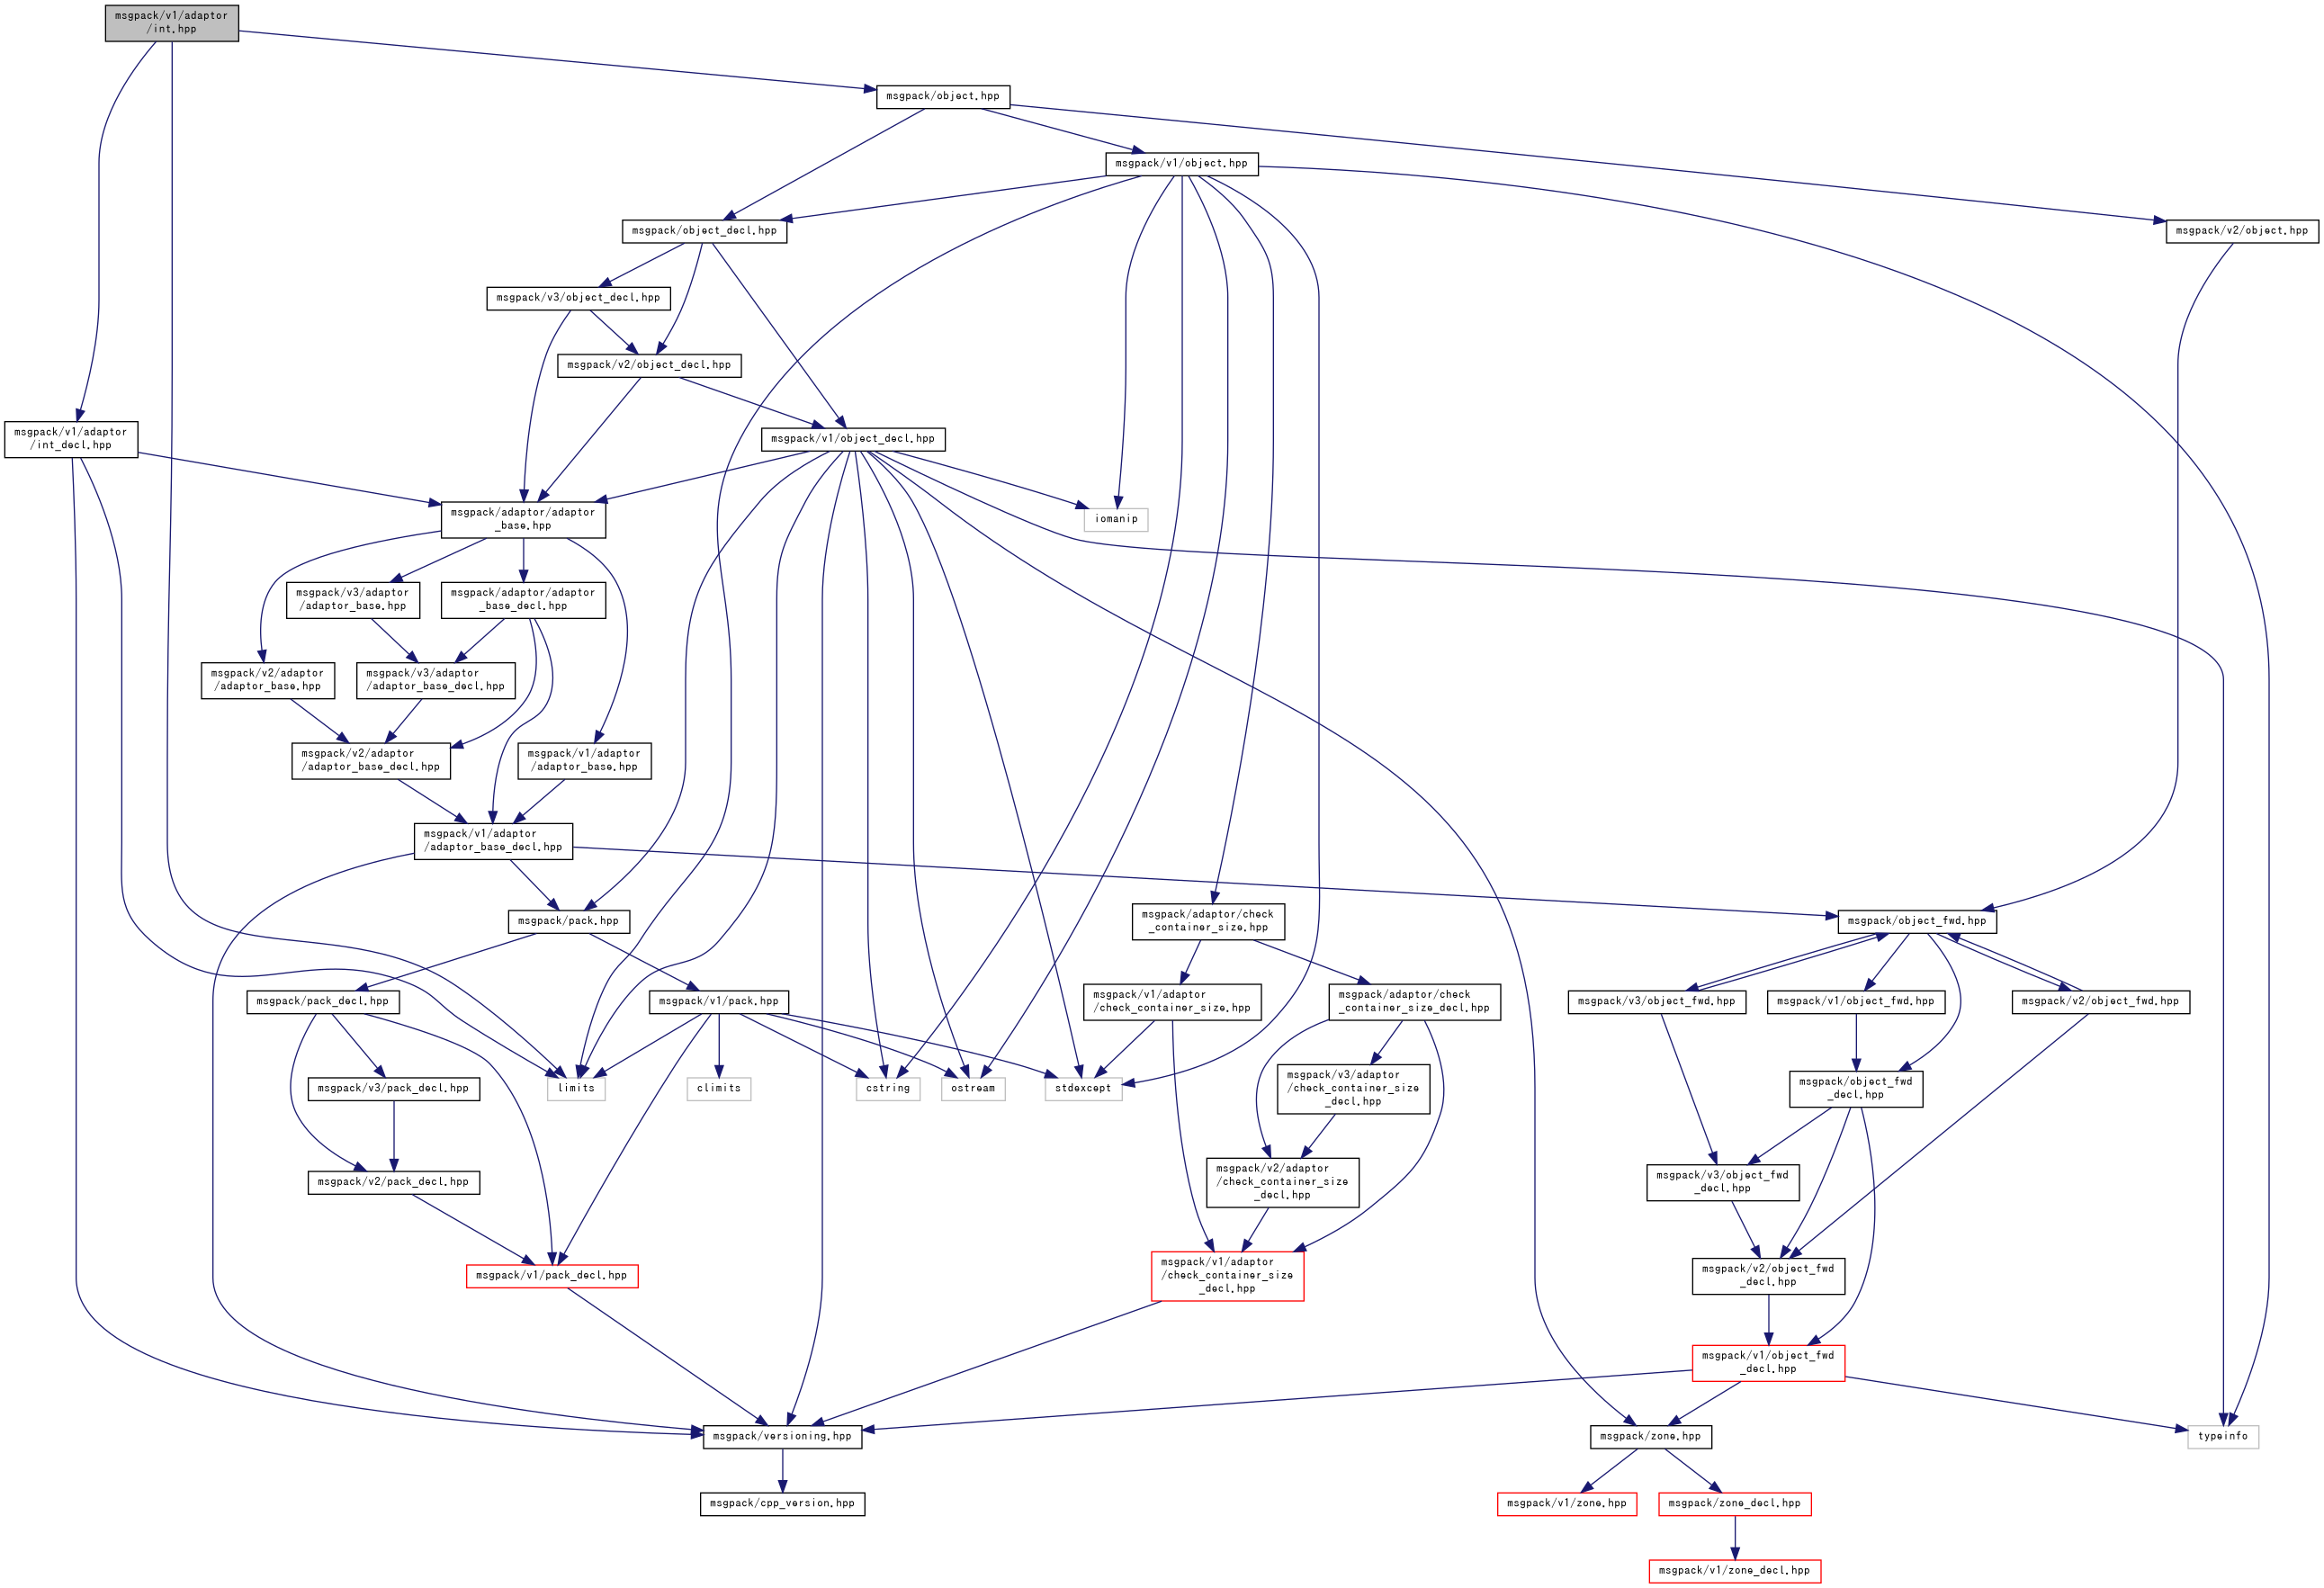 msgpack/v1/adaptor
/int.hpp
msgpack/object.hpp
msgpack/v1/object.hpp
msgpack/object_decl.hpp
msgpack/v2/object.hpp
msgpack/v3/object_decl.hpp
msgpack/v2/object_decl.hpp
msgpack/v1/adaptor
/int_decl.hpp
msgpack/v1/object_decl.hpp
msgpack/adaptor/adaptor
_base.hpp
iomanip
msgpack/v3/adaptor
/adaptor_base.hpp
msgpack/adaptor/adaptor
_base_decl.hpp
msgpack/v2/adaptor
/adaptor_base.hpp
msgpack/v3/adaptor
/adaptor_base_decl.hpp
msgpack/v2/adaptor
/adaptor_base_decl.hpp
msgpack/v1/adaptor
/adaptor_base.hpp
msgpack/v1/adaptor
/adaptor_base_decl.hpp
msgpack/pack.hpp
msgpack/adaptor/check
_container_size.hpp
msgpack/object_fwd.hpp
msgpack/pack_decl.hpp
msgpack/v1/pack.hpp
msgpack/v1/adaptor
/check_container_size.hpp
msgpack/adaptor/check
_container_size_decl.hpp
msgpack/v3/object_fwd.hpp
msgpack/v1/object_fwd.hpp
msgpack/v2/object_fwd.hpp
msgpack/v3/pack_decl.hpp
limits
climits
cstring
ostream
stdexcept
msgpack/v3/adaptor
/check_container_size
_decl.hpp
msgpack/object_fwd
_decl.hpp
msgpack/v2/pack_decl.hpp
msgpack/v2/adaptor
/check_container_size
_decl.hpp
msgpack/v3/object_fwd
_decl.hpp
msgpack/v1/pack_decl.hpp
msgpack/v1/adaptor
/check_container_size
_decl.hpp
msgpack/v2/object_fwd
_decl.hpp
msgpack/v1/object_fwd
_decl.hpp
msgpack/versioning.hpp
msgpack/zone.hpp
typeinfo
msgpack/cpp_version.hpp
msgpack/v1/zone.hpp
msgpack/zone_decl.hpp
msgpack/v1/zone_decl.hpp